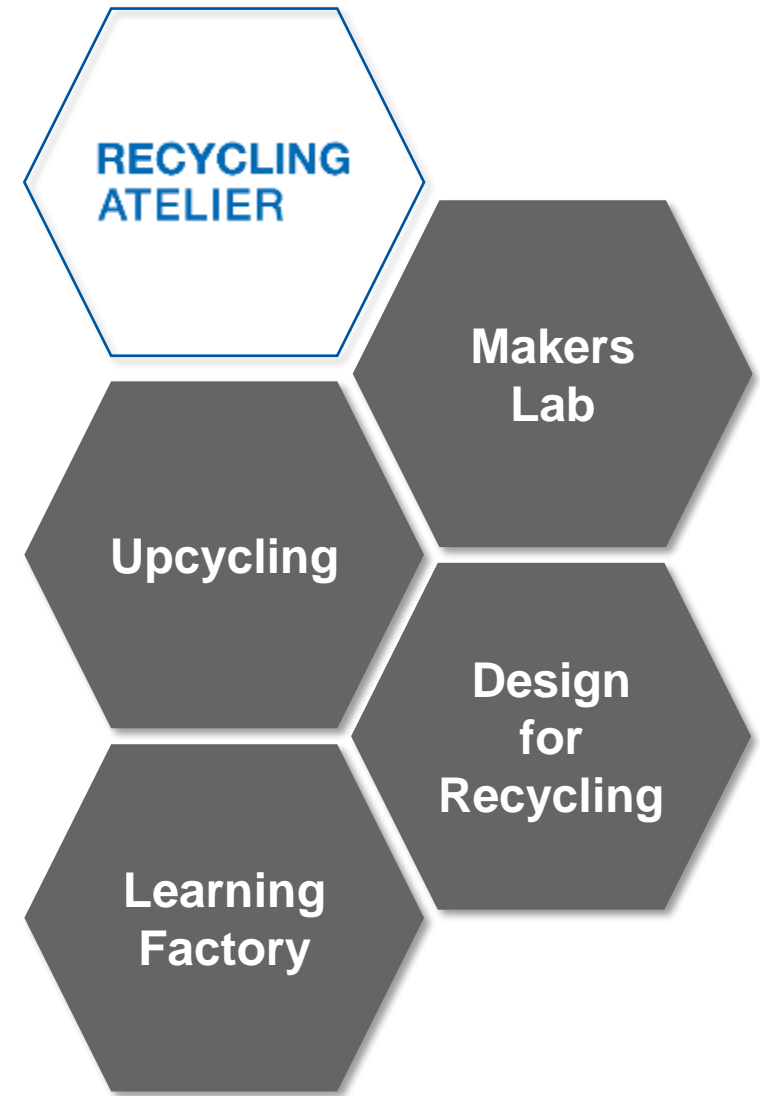 RECYCLING
ATELIER
Makers
Lab
Upcycling
Design
for
Recycling
Learning
Factory